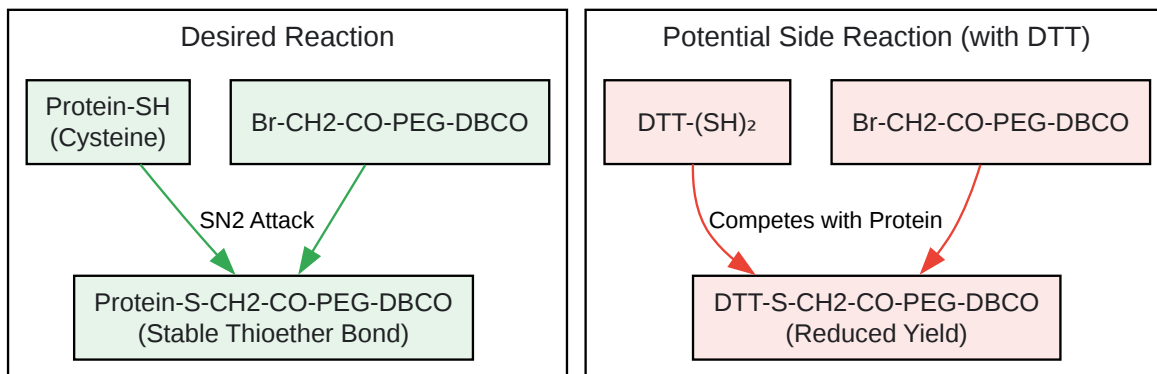 Desired Reaction
Protein-SH
(Cysteine)
Br-CH2-CO-PEG-DBCO
SN2 Attack
Protein-S-CH2-CO-PEG-DBCO
(Stable Thioether Bond)
Potential Side Reaction (with DTT)
DTT-(SH)₂
Br-CH2-CO-PEG-DBCO
Competes with Protein
DTT-S-CH2-CO-PEG-DBCO
(Reduced Yield)